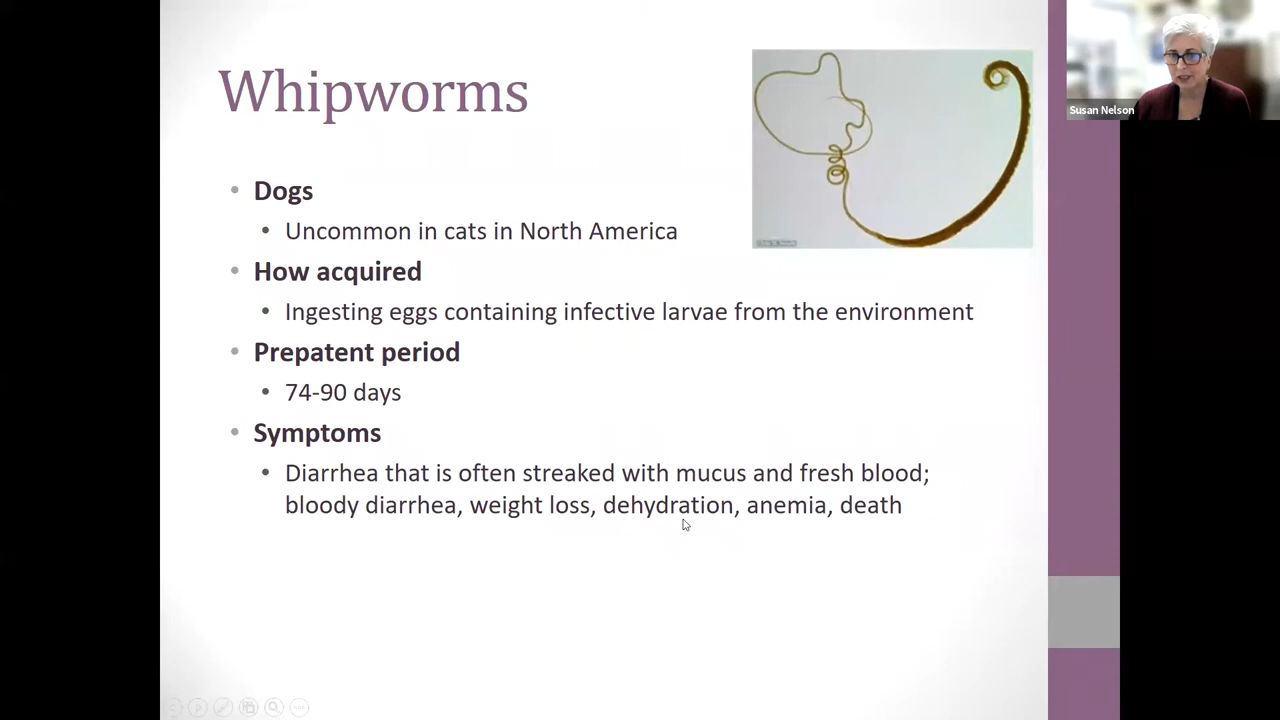 Whipworms
Susan Nelson
• Dogs
• Uncommon in cats in North America
• How acquired
• Ingesting eggs containing infective larvae from the environment
• Prepatent period
• 74-90 days
• Symptoms
• Diarrhea that is often streaked with mucus and fresh blood;
bloody diarrhea, weight loss, dehydration, anemia, death